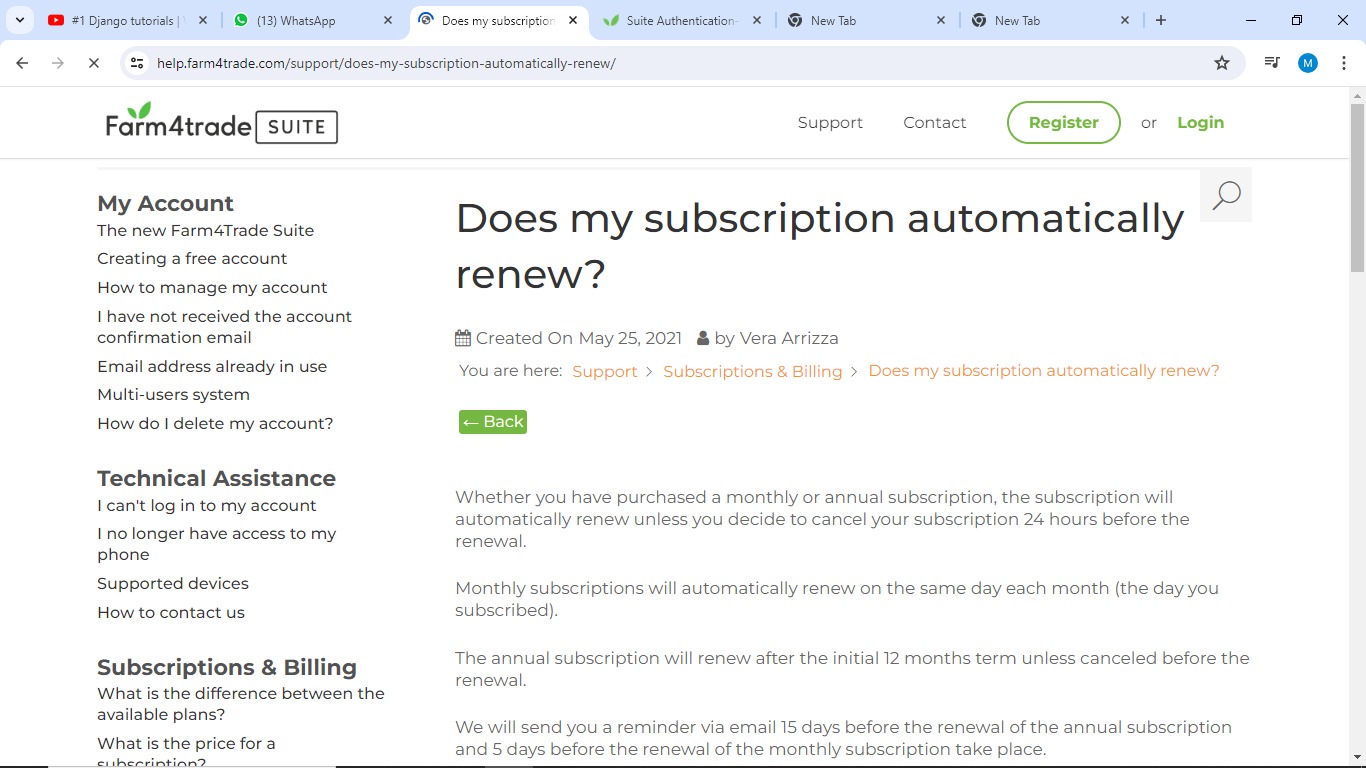 #1 Django tutorials |
(13) WhatsApp
Does my subscription
Suite Authentication-
New Tab
New Tab
help.farm4trade.com/support/does-my-subscription-automatically-renew/
M
Farm4trade SUITE
Support
Contact
Register
or
Login
My Account
The new Farm4Trade Suite
Creating a free account
How to manage my account
I have not received the account
confirmation email
Email address already in use
Multi-users system
How do I delete my account?
Technical Assistance
I can't log in to my account
I no longer have access to my
phone
Supported devices
How to contact us
Subscriptions & Billing
What is the difference between the
available plans?
What is the price for a
subscription?
Does my subscription automatically
renew?
Created On May 25, 2021 by Vera Arrizza
You are here: Support > Subscriptions & Billing > Does my subscription automatically renew?
← Back
Whether you have purchased a monthly or annual subscription, the subscription will
automatically renew unless you decide to cancel your subscription 24 hours before the
renewal.
Monthly subscriptions will automatically renew on the same day each month (the day you
subscribed).
The annual subscription will renew after the initial 12 months term unless canceled before the
renewal.
We will send you a reminder via email 15 days before the renewal of the annual subscription
and 5 days before the renewal of the monthly subscription take place.